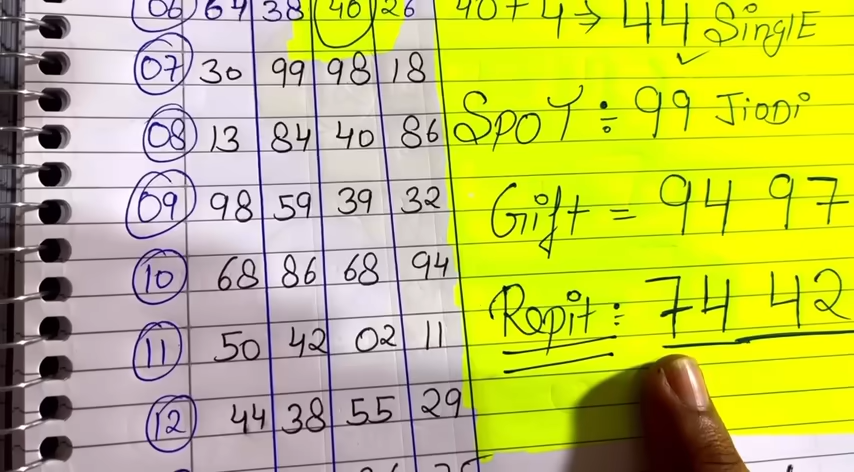 06 64 38 40 26
40 + 4 → 44 SinglE
07 30 99 98 18
SPOT ÷ 99 JioDi
08 13 84 40 86
09 98 59 39 32
Gift = 94 97
10 68 86 68 94
Ropit : 74 42
11 50 42 02 11
12 44 38 55 29